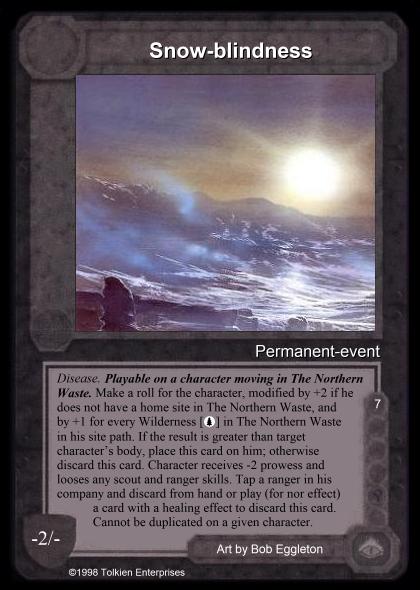 Snow-blindness
Permanent-event
Disease. Playable on a character moving in The Northern
Waste. Make a roll for the character, modified by +2 if he
does not have a home site in The Northern Waste, and
by +1 for every Wilderness [] in The Northern Waste
in his site path. If the result is greater than target
character's body, place this card on him; otherwise
discard this card. Character receives -2 prowess and
looses any scout and ranger skills. Tap a ranger in his
company and discard from hand or play (for nor effect)
a card with a healing effect to discard this card.
Cannot be duplicated on a given character.
7
-2/-
Art by Bob Eggleton
©1998 Tolkien Enterprises